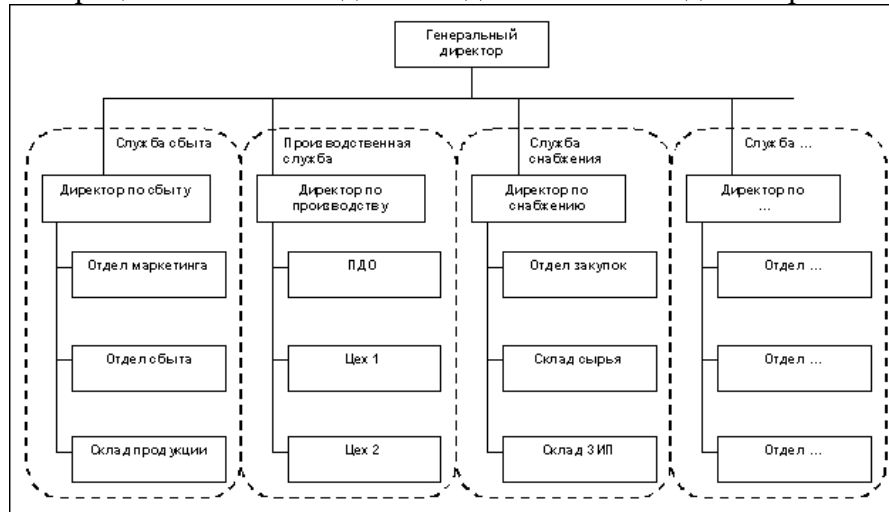 Генеральный
директор
Служба сбыта
Производственная
служба
Служба
снабжения
Служба ...
Директор по сбыту
Директор по
производству
Директор по
снабжению
Директор по
...
Отдел маркетинга
ПДО
Отдел закупок
Отдел ...
Отдел сбыта
Цех 1
Склад сырья
Отдел ...
Склад продукции
Цех 2
Склад ЗИП
Отдел ...